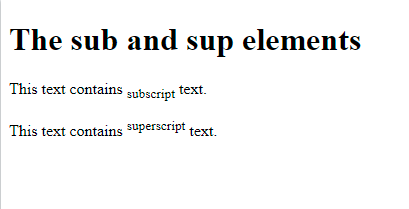 The sub and sup elements
This text contains subscript text.
This text contains superscript text.